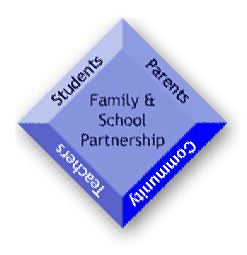 Students
Parents
Family &
School
Partnership
Teachers
Community